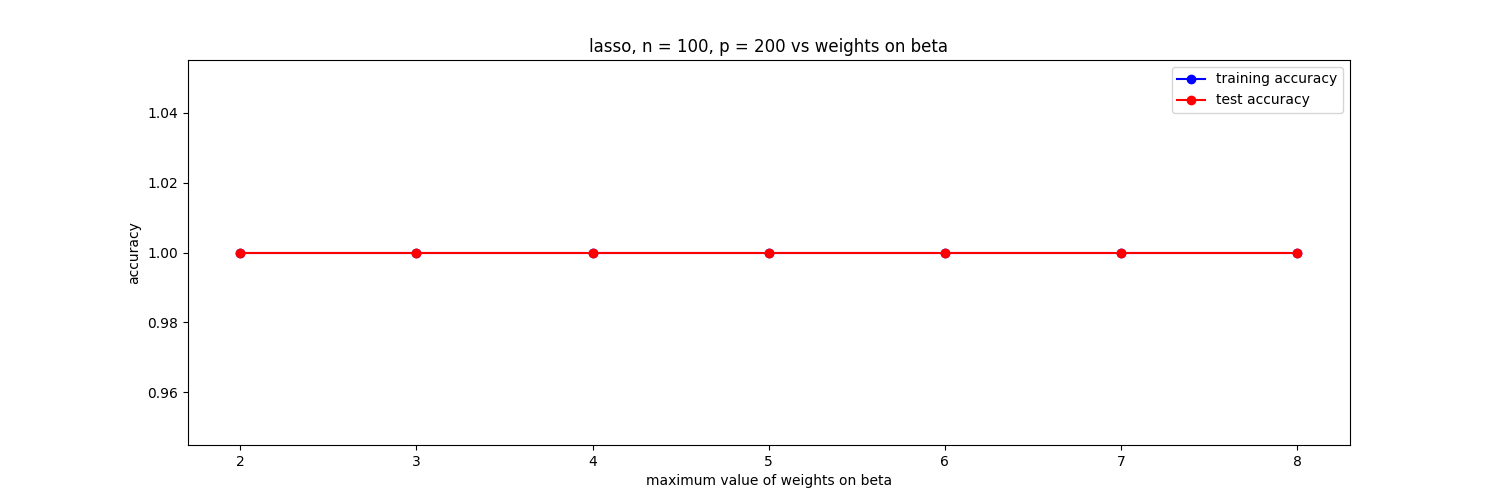 lasso, n = 100, p = 200 vs weights on beta
training accuracy
test accuracy
1.04
1.02
1.00
0.98
0.96
accuracy
2 3 4 5 6 7 8
maximum value of weights on beta